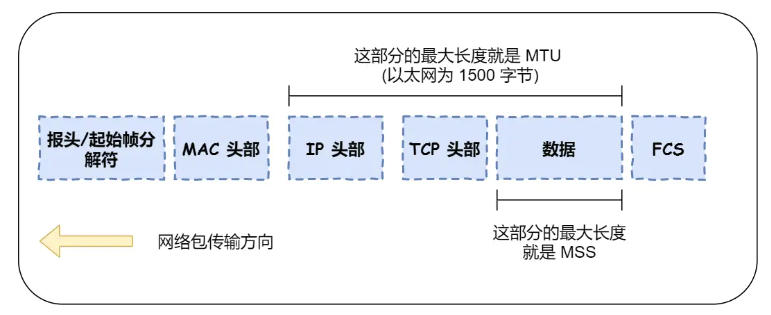 这部分的最大长度就是 MTU
(以太网为 1500 字节)
报头/起始帧分
解符
MAC 头部
IP 头部
TCP 头部
数据
FCS
网络包传输方向
这部分的最大长度
就是 MSS